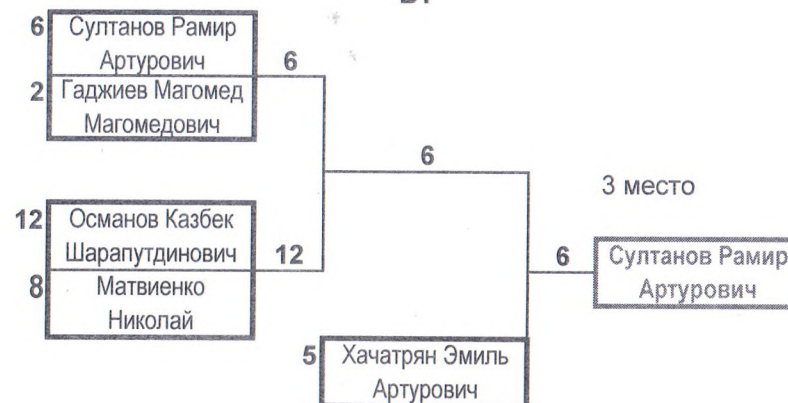 6
Султанов Рамир
Артурович
6
2
Гаджиев Магомед
Магомедович
6
3 место
12
Османов Казбек
Шарапутдинович
12
8
Матвиенко
Николай
6
Султанов Рамир
Артурович
5
Хачатрян Эмиль
Артурович